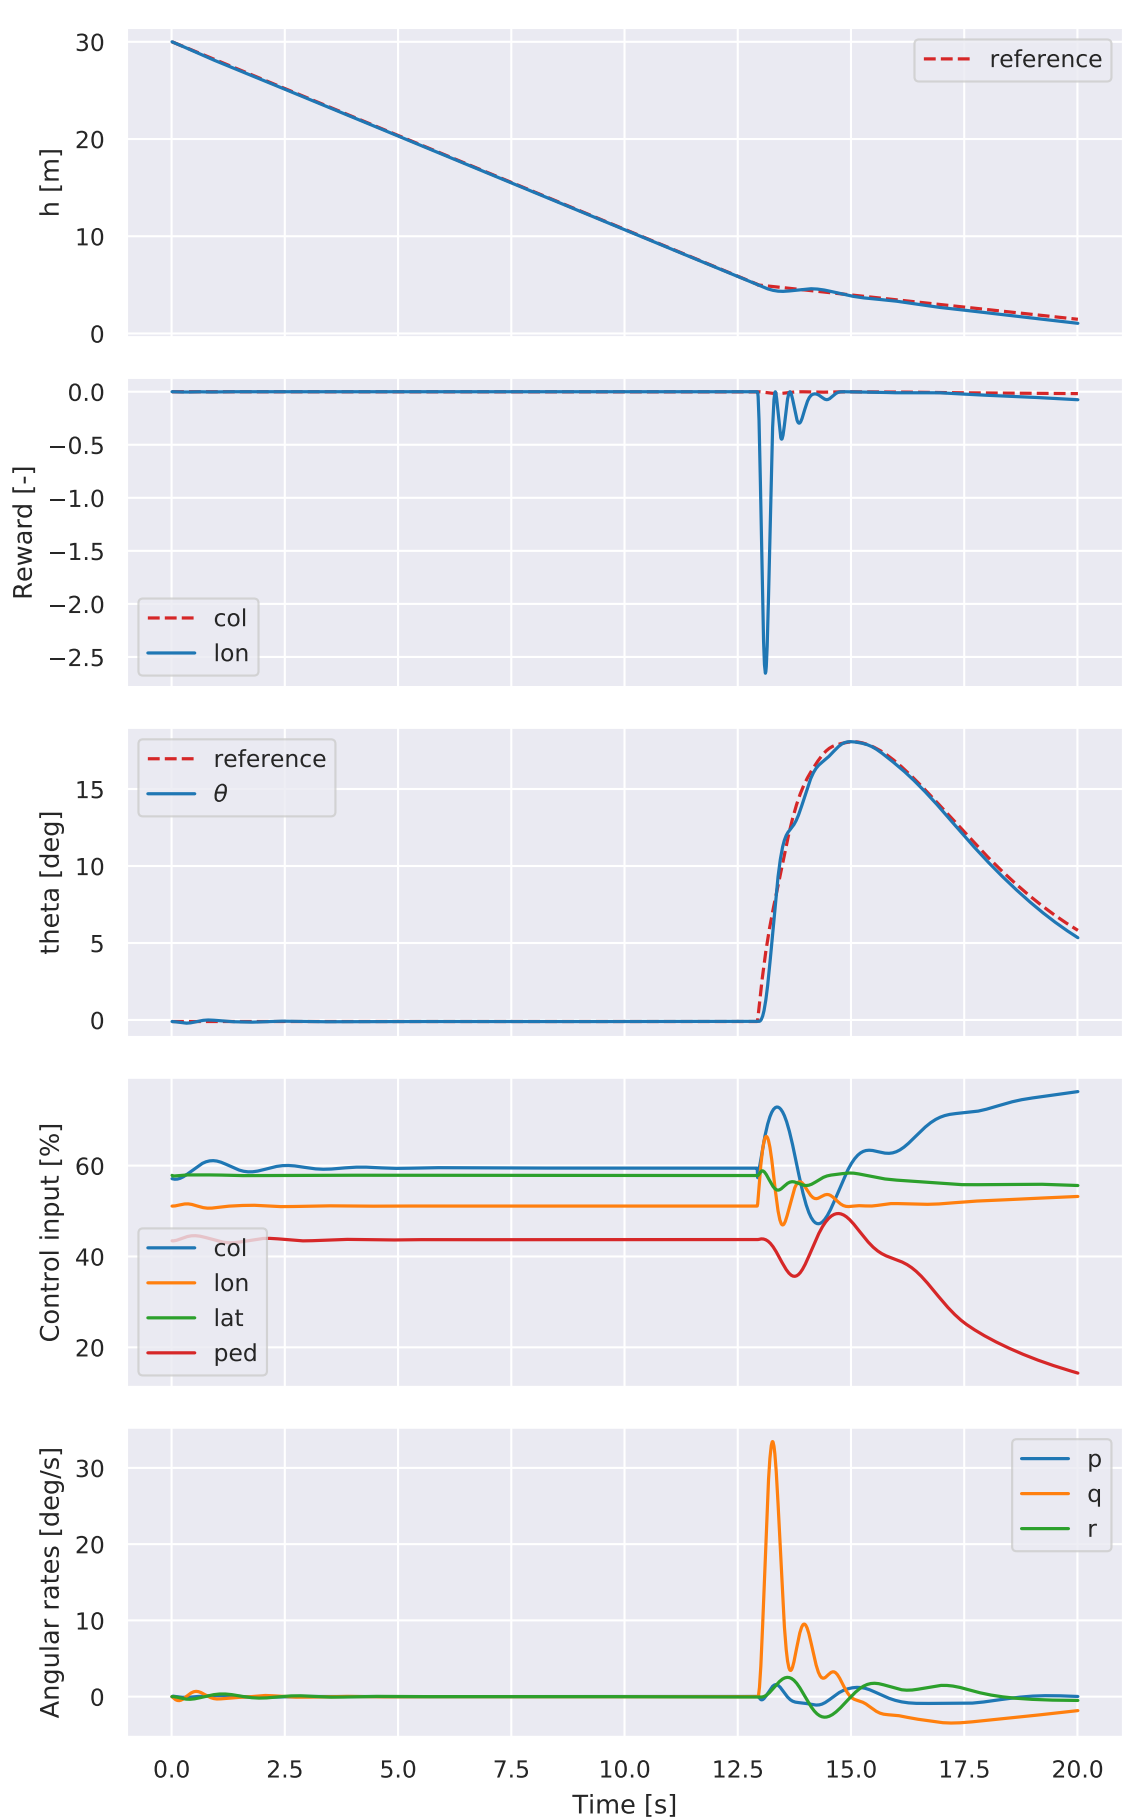 h [m]
30
20
10
0
reference
Reward [-]
0.0
−0.5
−1.0
−1.5
−2.0
−2.5
col
lon
theta [deg]
15
10
5
0
reference
θ
Control input [%]
60
40
20
col
lon
lat
ped
Angular rates [deg/s]
30
20
10
0
p
q
r
0.0 2.5 5.0 7.5 10.0 12.5 15.0 17.5 20.0
Time [s]